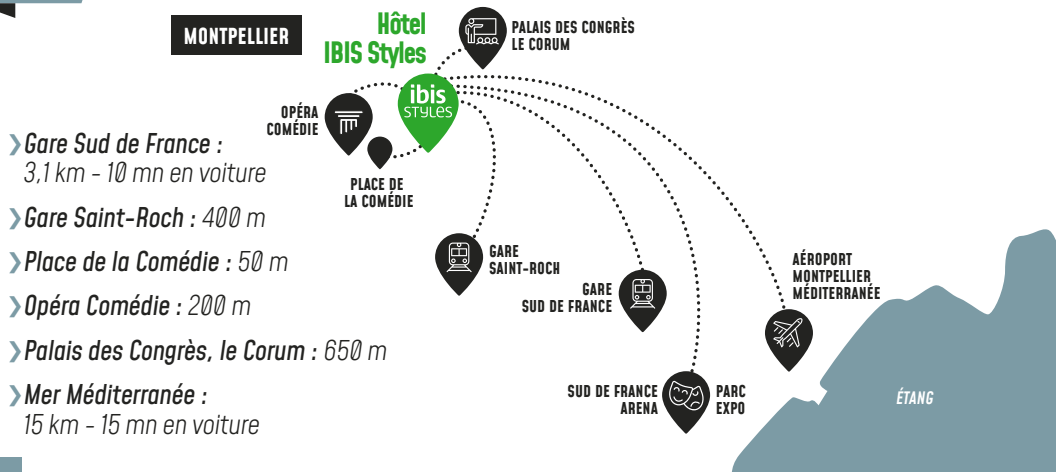 MONTPELLIER
Hôtel
IBIS Styles
PALAIS DES CONGRÈS
LE CORUM
ibis
STYLES
OPÉRA
COMÉDIE
PLACE DE
LA COMÉDIE
❯Gare Sud de France :
3,1 km - 10 mn en voiture
❯Gare Saint-Roch : 400 m
❯Place de la Comédie : 50 m
❯Opéra Comédie : 200 m
❯Palais des Congrès, le Corum : 650 m
❯Mer Méditerranée :
15 km - 15 mn en voiture
GARE
SAINT-ROCH
GARE
SUD DE FRANCE
AÉROPORT
MONTPELLIER
MÉDITERRANÉE
SUD DE FRANCE
ARENA
PARC
EXPO
ÉTANG